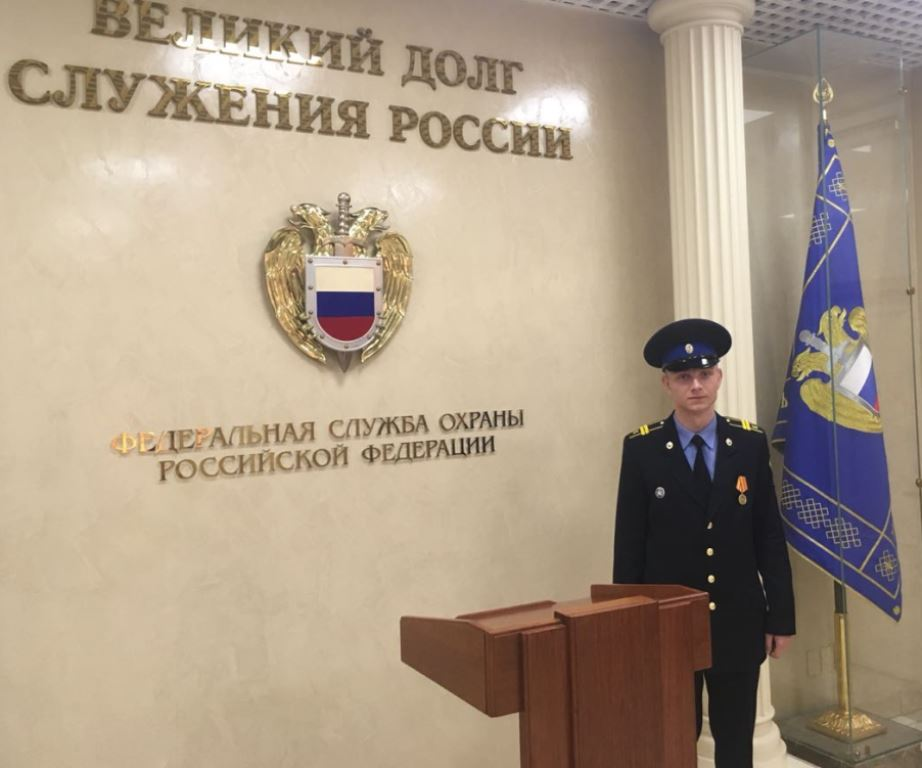 ВЕЛИКИЙ ДОЛГ
СЛУЖЕНИЯ РОССИИ
ФЕДЕРАЛЬНАЯ СЛУЖБА ОХРАНЫ
РОССИЙСКОЙ ФЕДЕРАЦИИ